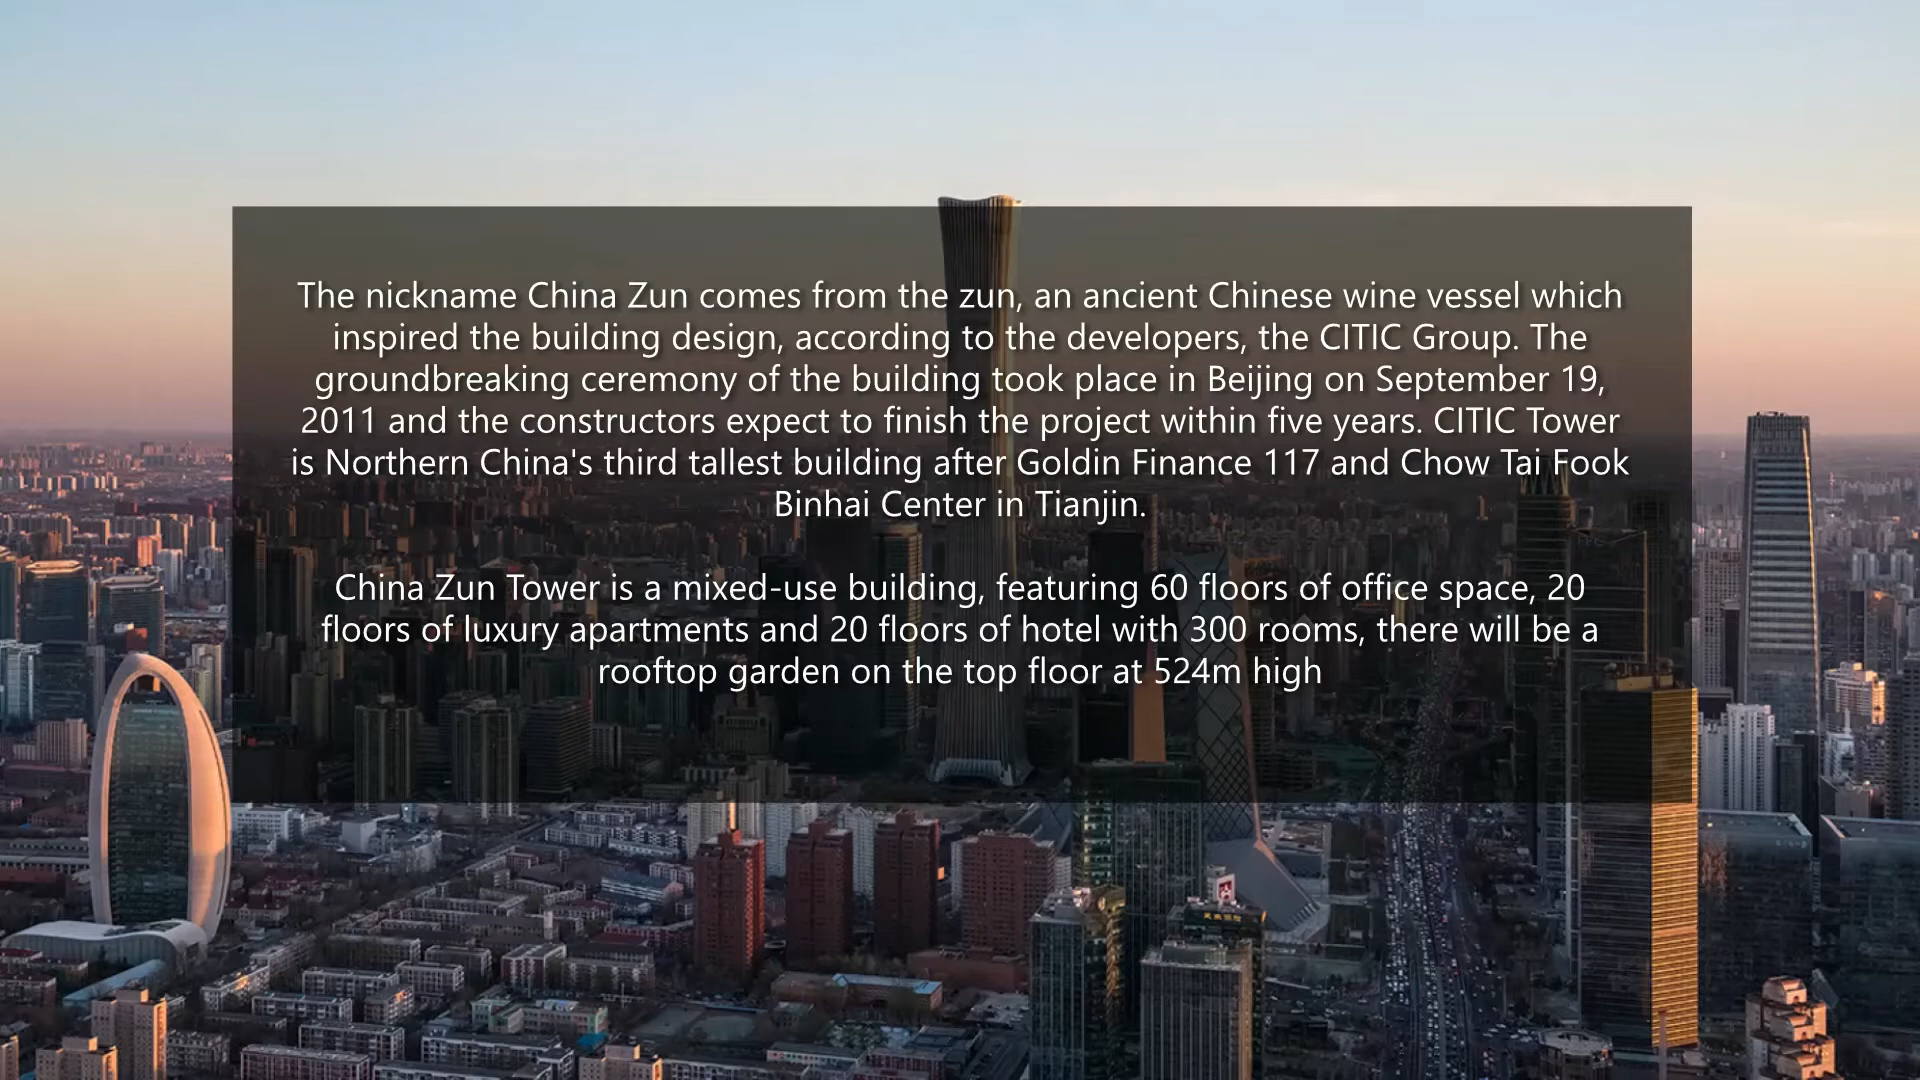 The nickname China Zun comes from the zun, an ancient Chinese wine vessel which
inspired the building design, according to the developers, the CITIC Group. The
groundbreaking ceremony of the building took place in Beijing on September 19,
2011 and the constructors expect to finish the project within five years. CITIC Tower
is Northern China's third tallest building after Goldin Finance 117 and Chow Tai Fook
Binhai Center in Tianjin.
China Zun Tower is a mixed-use building, featuring 60 floors of office space, 20
floors of luxury apartments and 20 floors of hotel with 300 rooms, there will be a
rooftop garden on the top floor at 524m high